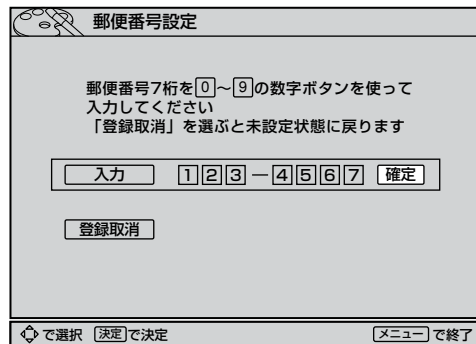 郵便番号設定
郵便番号7桁を0～9の数字ボタンを使って
入力してください
「登録取消」を選ぶと未設定状態に戻ります
入力 123－4567 確定
登録取消
で選択 決定で決定 メニューで終了